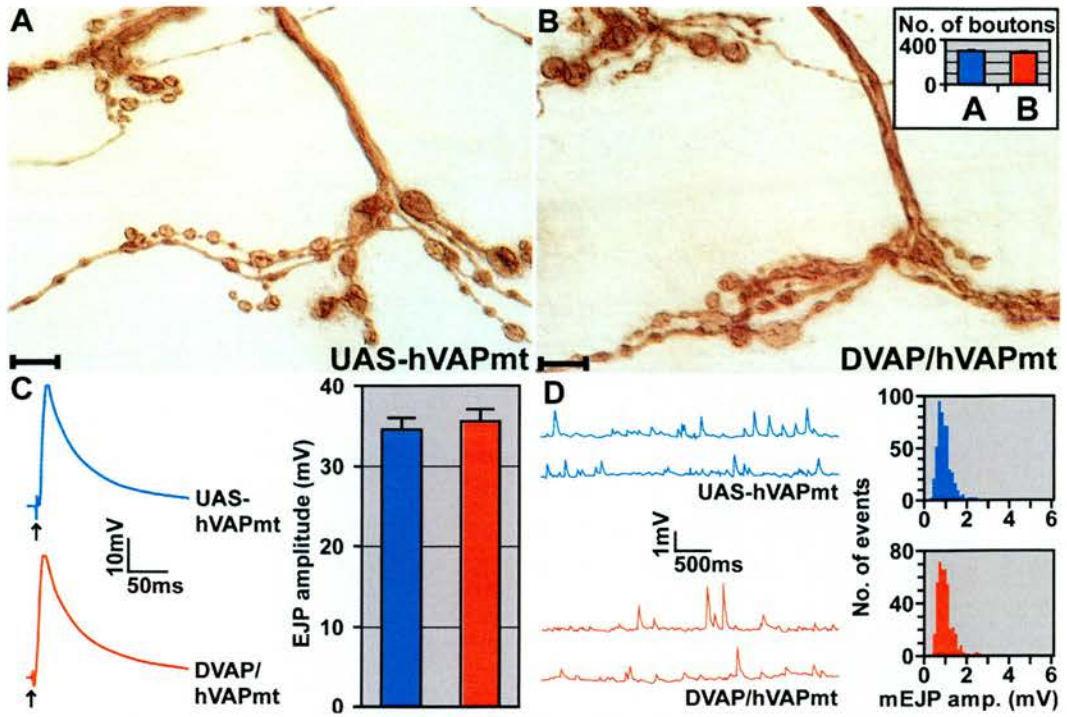 A
UAS-hVAPmt
B
No. of boutons
400
0
A
B
DVAP/hVAPmt
C
UAS-
hVAPmt
10mV
50ms
DVAP/
hVAPmt
EJP amplitude (mV)
40
30
20
10
0
D
UAS-hVAPmt
1mV
500ms
DVAP/hVAPmt
No. of events
100
50
0
0 2 4 6
80
40
0
0 2 4 6
mEJP amp. (mV)